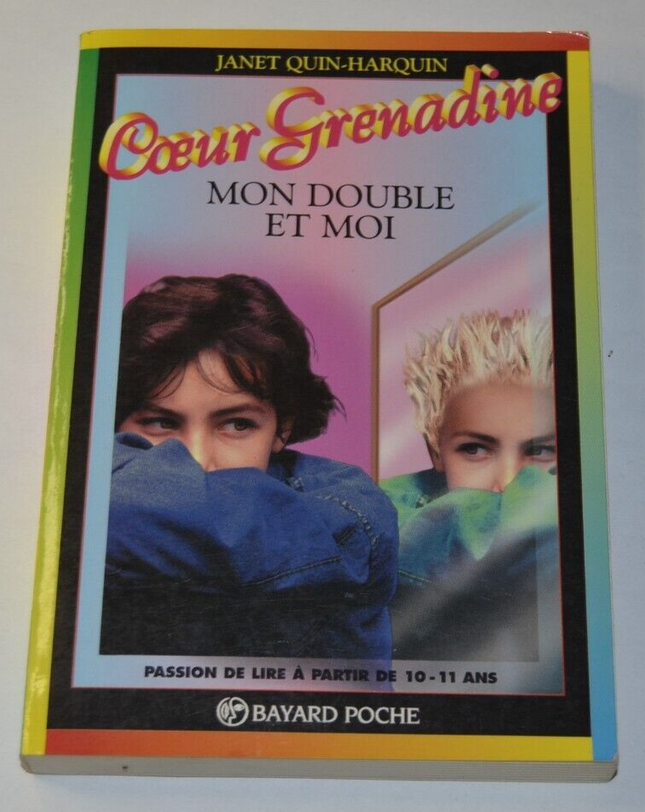 JANET QUIN-HARQUIN
Cœur Grenadine
MON DOUBLE
ET MOI
PASSION DE LIRE À PARTIR DE 10-11 ANS
BAYARD POCHE